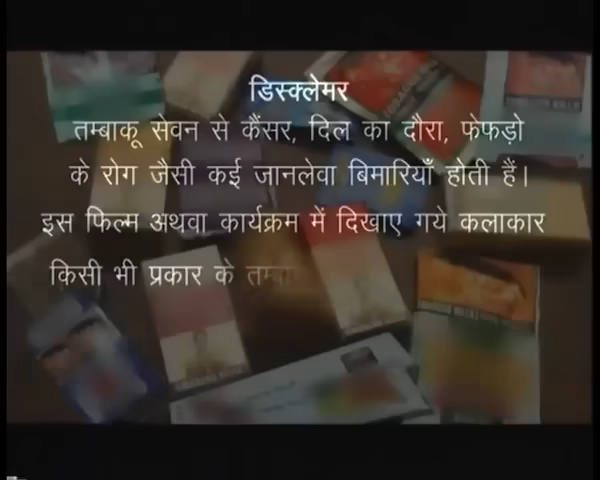 डिस्क्लेमर
तम्बाकू सेवन से कैंसर, दिल का दौरा, फेफड़ो
के रोग जैसी कई जानलेवा बिमारियाँ होती हैं।
इस फिल्म अथवा कार्यक्रम में दिखाए गये कलाकार
किसी भी प्रकार के